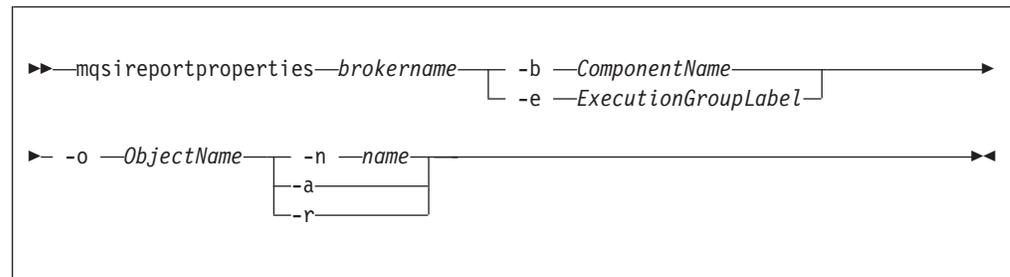 mqsireportproperties brokername -b ComponentName
-e ExecutionGroupLabel
-o ObjectName -n name
-a
-r